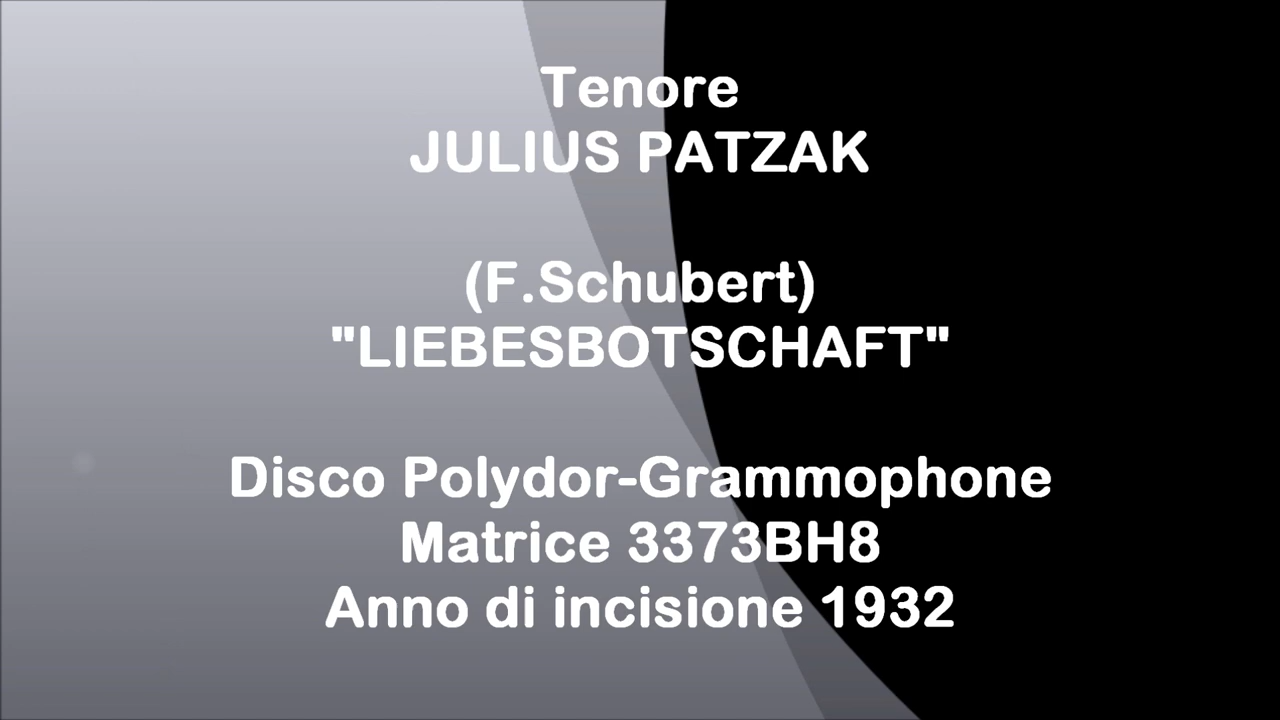 Tenore
JULIUS PATZAK
(F.Schubert)
"LIEBESBOTSCHAFT"
Disco Polydor-Grammophone
Matrice 3373BH8
Anno di incisione 1932